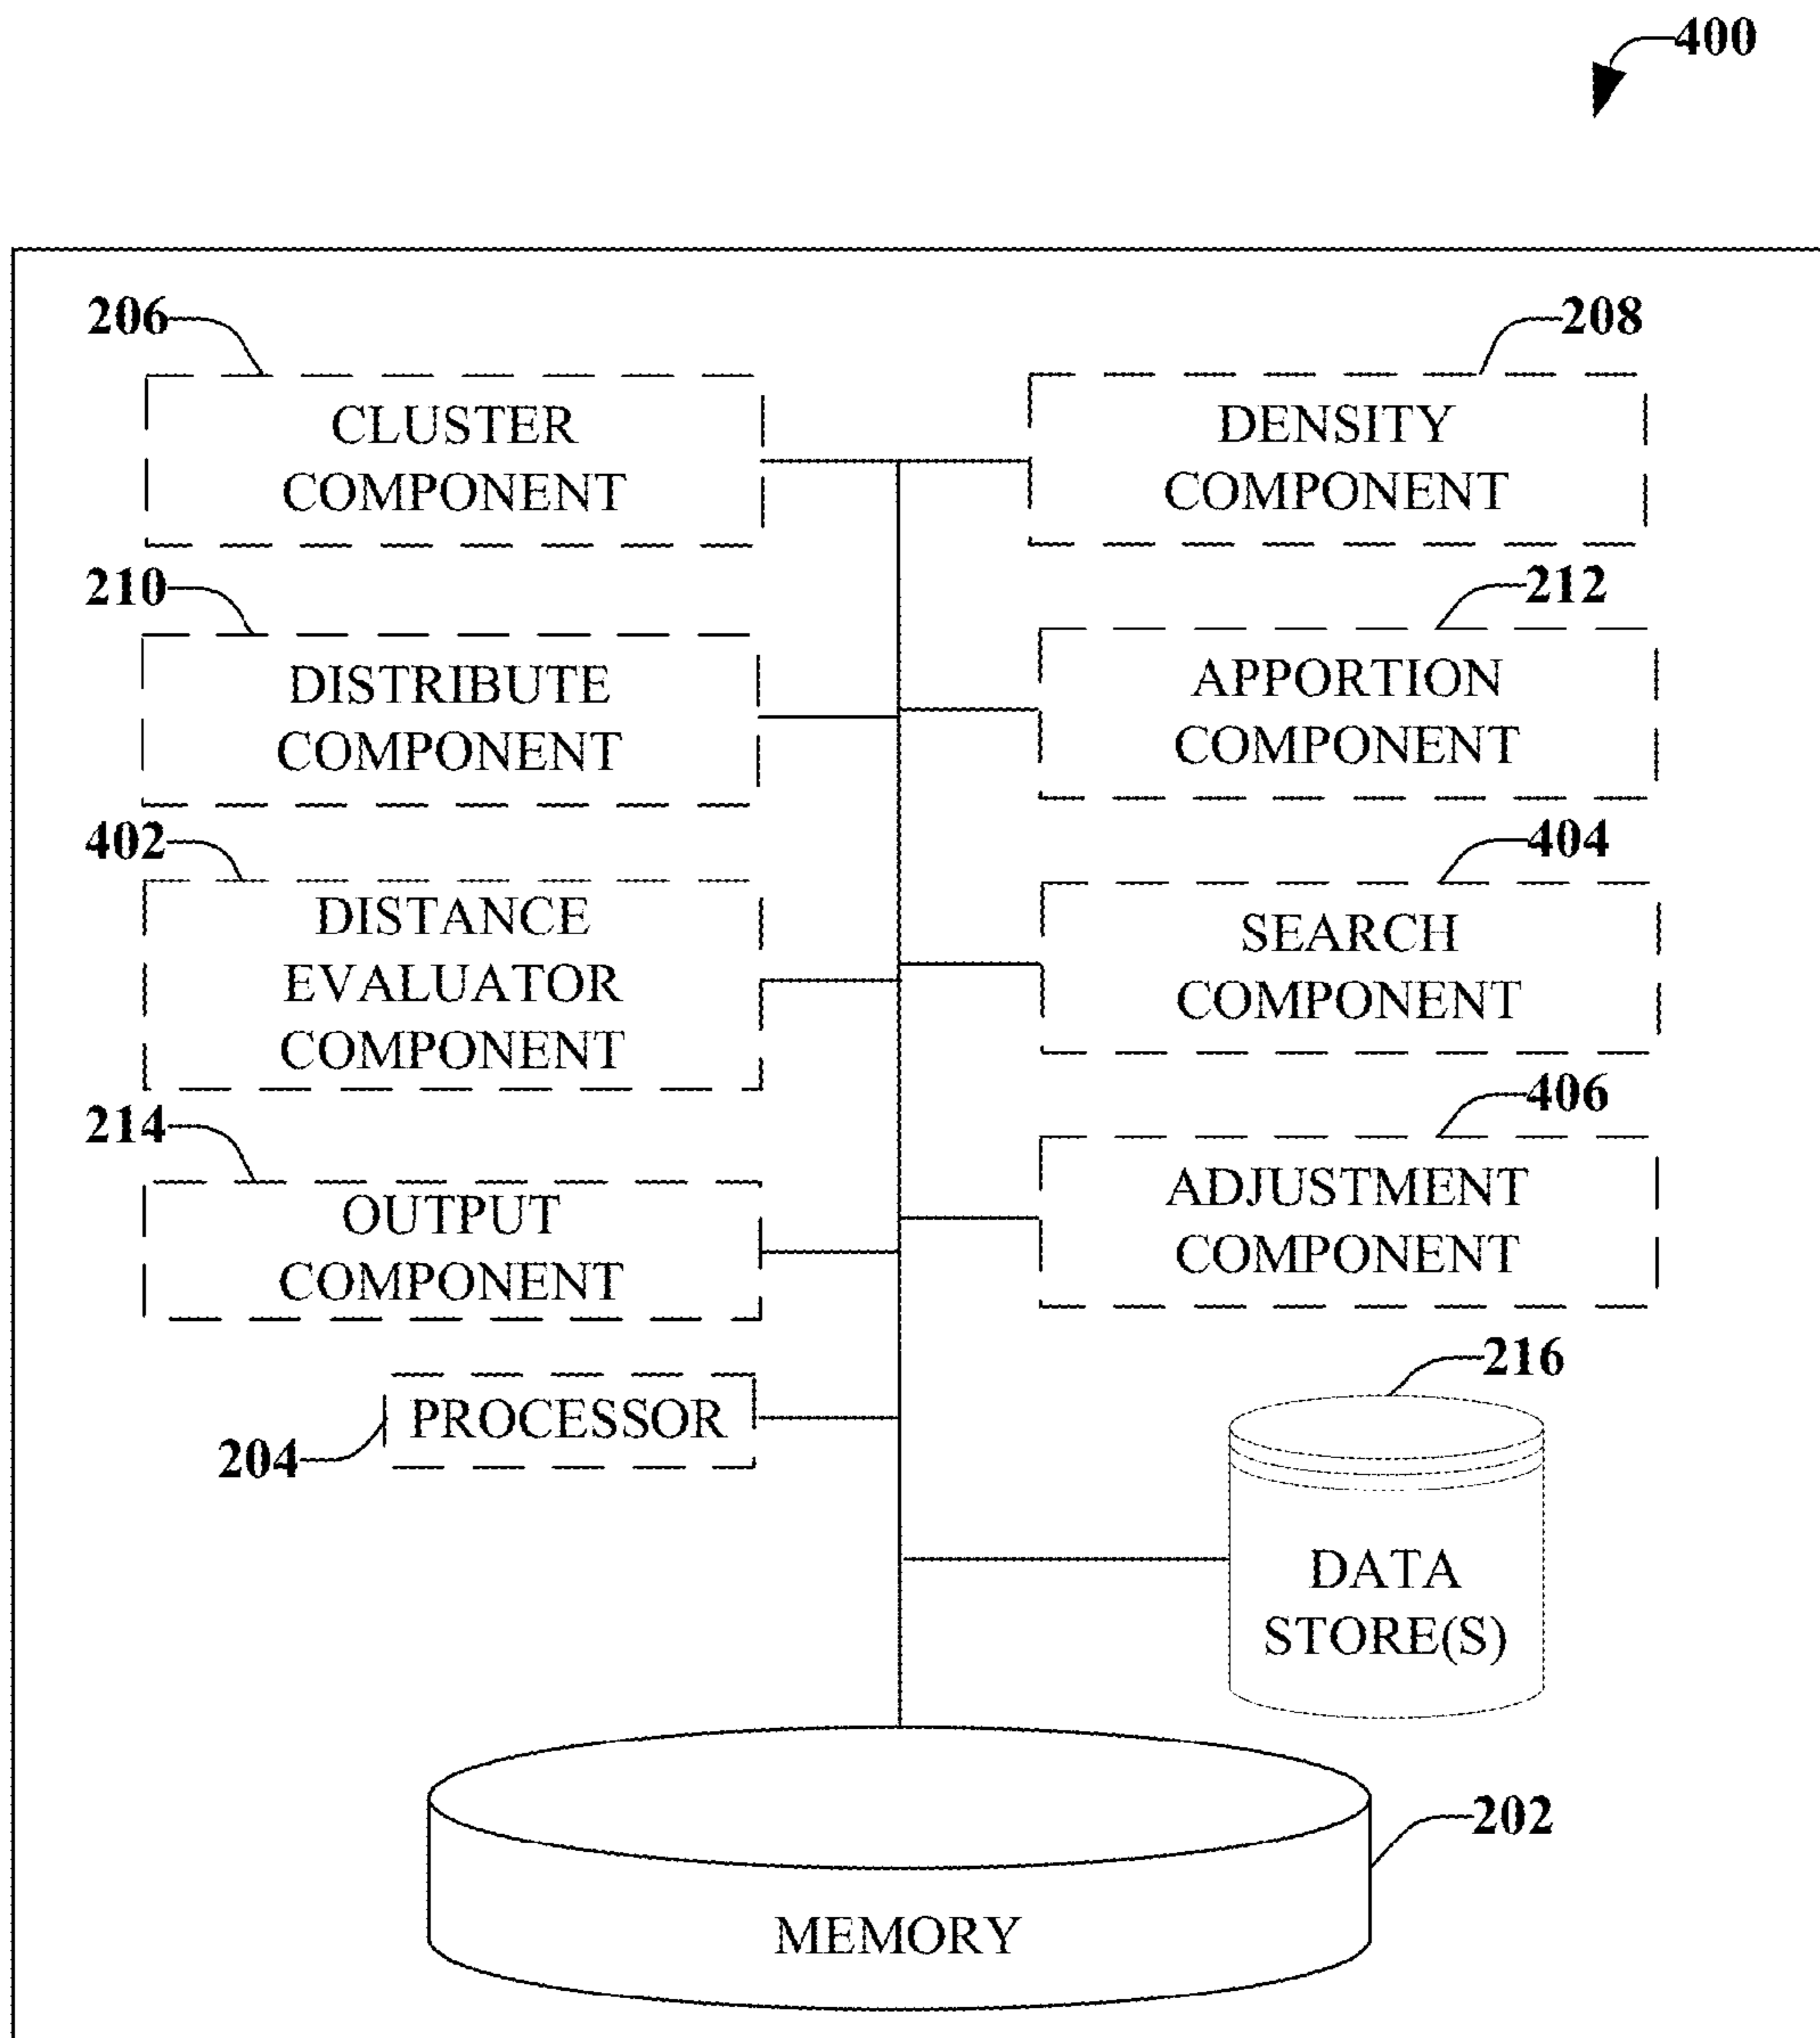 400
206
208
CLUSTER
COMPONENT
DENSITY
COMPONENT
210
212
DISTRIBUTE
COMPONENT
APPORTION
COMPONENT
402
404
DISTANCE
EVALUATOR
COMPONENT
SEARCH
COMPONENT
214
406
OUTPUT
COMPONENT
ADJUSTMENT
COMPONENT
216
PROCESSOR
204
DATA
STORE(S)
202
MEMORY